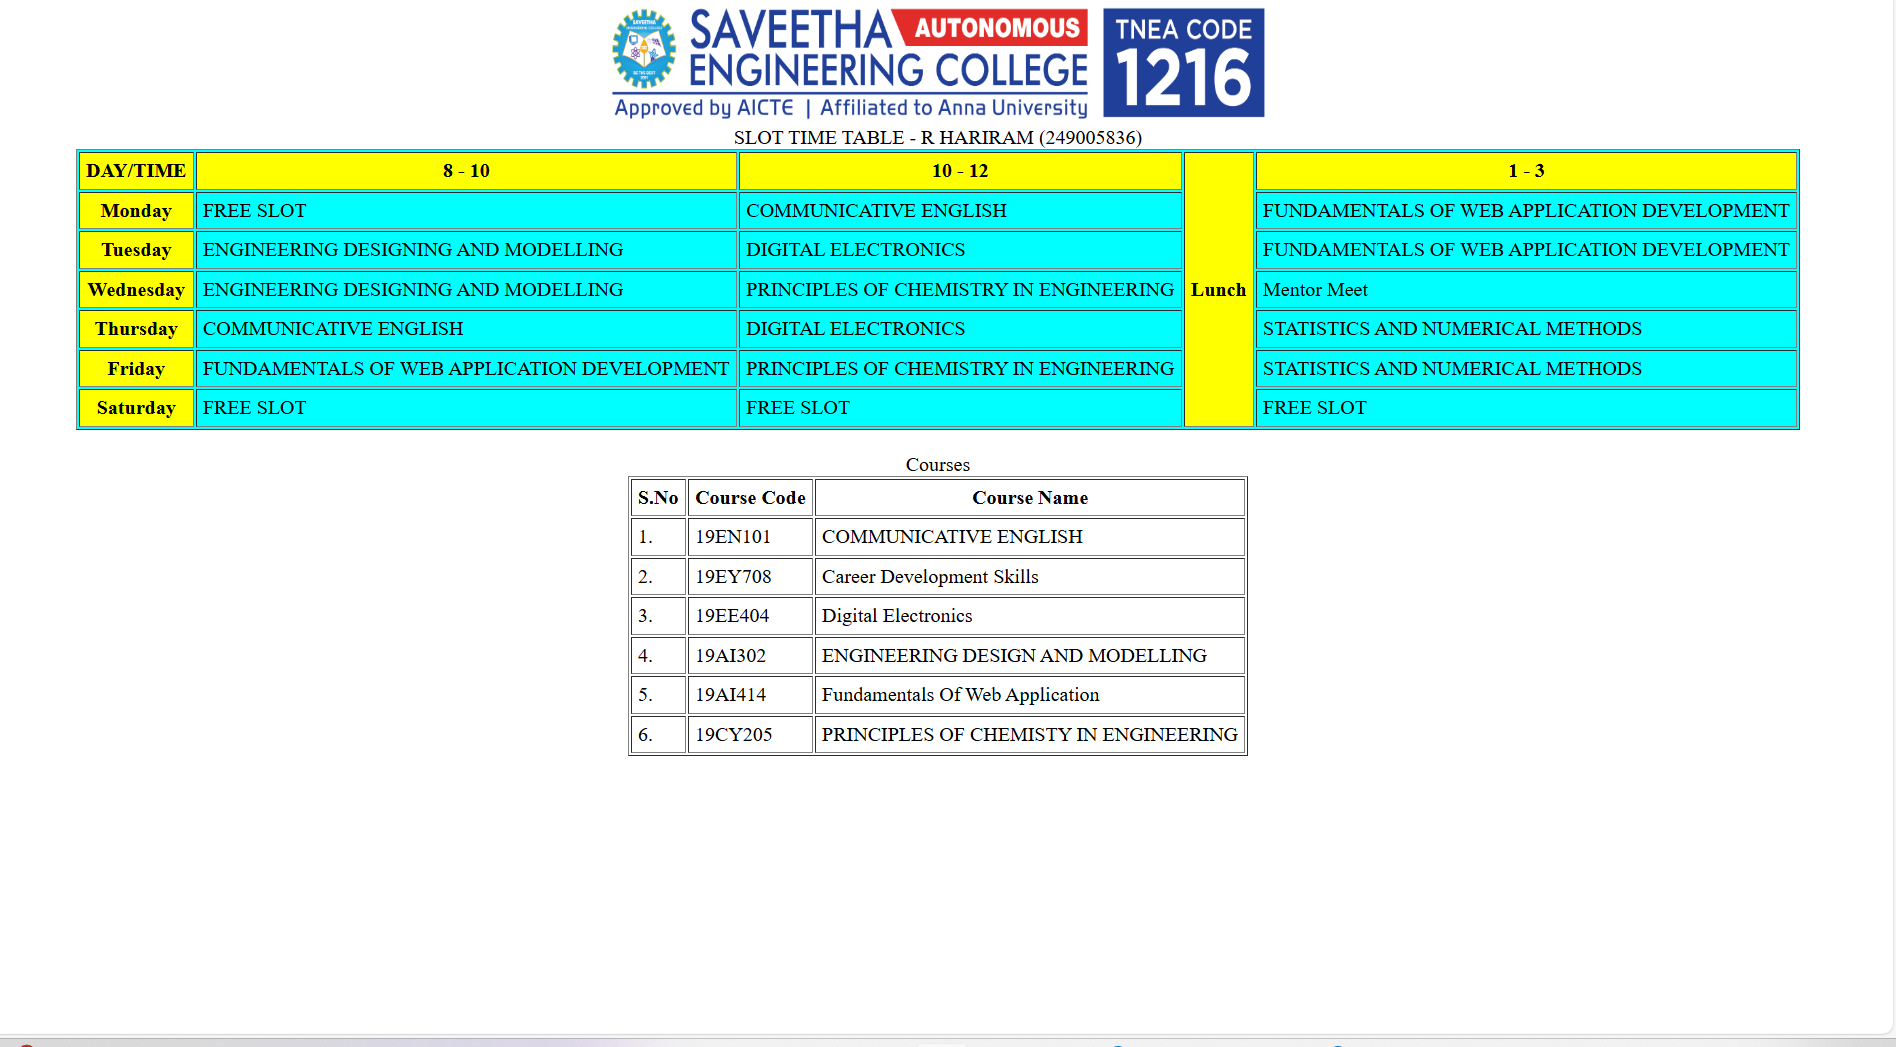 SAVEETHA AUTONOMOUS
ENGINEERING COLLEGE
Approved by AICTE | Affiliated to Anna University
TNEA CODE
1216
SLOT TIME TABLE - R HARIRAM (249005836)
DAY/TIME 8 - 10 10 - 12 Lunch 1 - 3
Monday FREE SLOT COMMUNICATIVE ENGLISH FUNDAMENTALS OF WEB APPLICATION DEVELOPMENT
Tuesday ENGINEERING DESIGNING AND MODELLING DIGITAL ELECTRONICS FUNDAMENTALS OF WEB APPLICATION DEVELOPMENT
Wednesday ENGINEERING DESIGNING AND MODELLING PRINCIPLES OF CHEMISTRY IN ENGINEERING Mentor Meet
Thursday COMMUNICATIVE ENGLISH DIGITAL ELECTRONICS STATISTICS AND NUMERICAL METHODS
Friday FUNDAMENTALS OF WEB APPLICATION DEVELOPMENT PRINCIPLES OF CHEMISTRY IN ENGINEERING STATISTICS AND NUMERICAL METHODS
Saturday FREE SLOT FREE SLOT FREE SLOT
Courses
S.No Course Code Course Name
1. 19EN101 COMMUNICATIVE ENGLISH
2. 19EY708 Career Development Skills
3. 19EE404 Digital Electronics
4. 19AI302 ENGINEERING DESIGN AND MODELLING
5. 19AI414 Fundamentals Of Web Application
6. 19CY205 PRINCIPLES OF CHEMISTY IN ENGINEERING